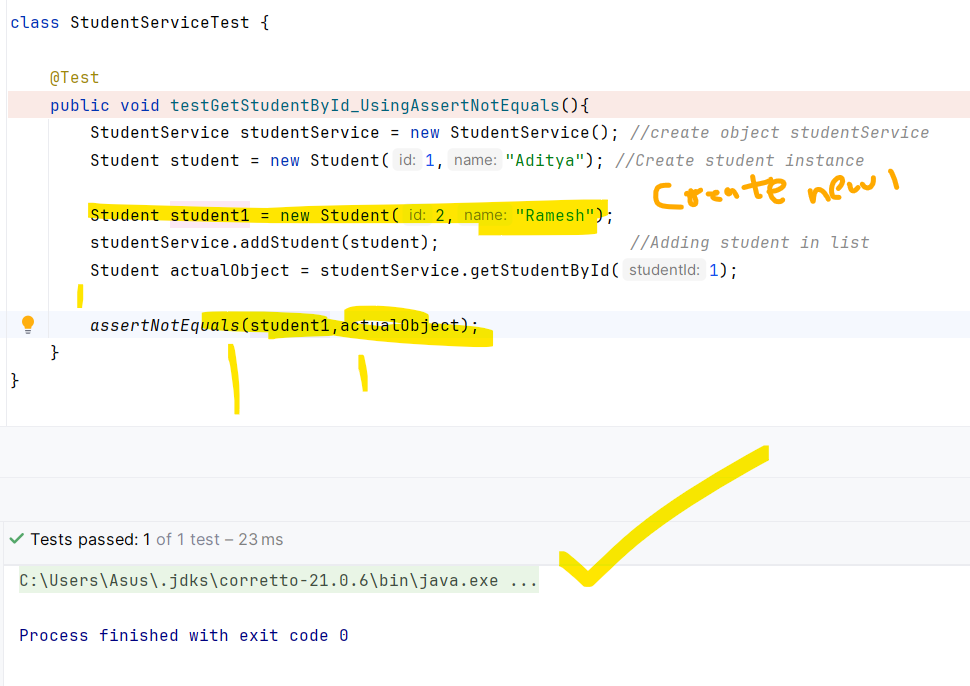 class StudentServiceTest {
@Test
public void testGetStudentById_UsingAssertNotEquals(){
StudentService studentService = new StudentService(); //create object studentService
Student student = new Student( id: 1, name: "Aditya"); //Create student instance
Create new
Student student1 = new Student( id: 2, name: "Ramesh");
studentService.addStudent(student); //Adding student in list
Student actualObject = studentService.getStudentById( studentId: 1);
assertNotEquals(student1,actualObject);
}
}
Tests passed: 1 of 1 test – 23 ms
C:\Users\Asus\.jdks\corretto-21.0.6\bin\java.exe ...
Process finished with exit code 0